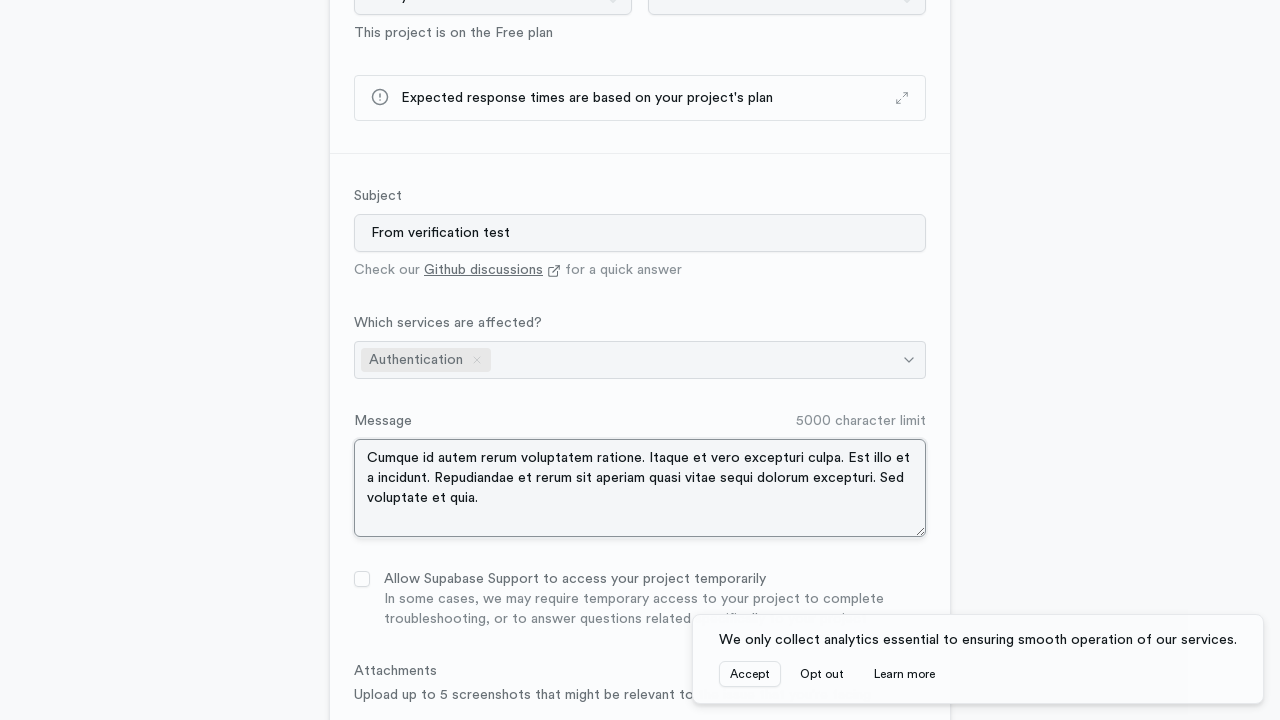 This project is on the Free plan
Expected response times are based on your project's plan
Subject
From verification test
Check our Github discussions for a quick answer
Which services are affected?
Authentication
Message
5000 character limit
Cumque id autem rerum voluptatem ratione. Itaque et vero excepturi culpa. Est illo et
a incidunt. Repudiandae et rerum sit aperiam quasi vitae sequi dolorum excepturi. Sed
voluptate et quia.
Allow Supabase Support to access your project temporarily
In some cases, we may require temporary access to your project to complete
troubleshooting, or to answer questions related
Attachments
Upload up to 5 screenshots that might be relevant to
We only collect analytics essential to ensuring smooth operation of our services.
Accept
Opt out
Learn more